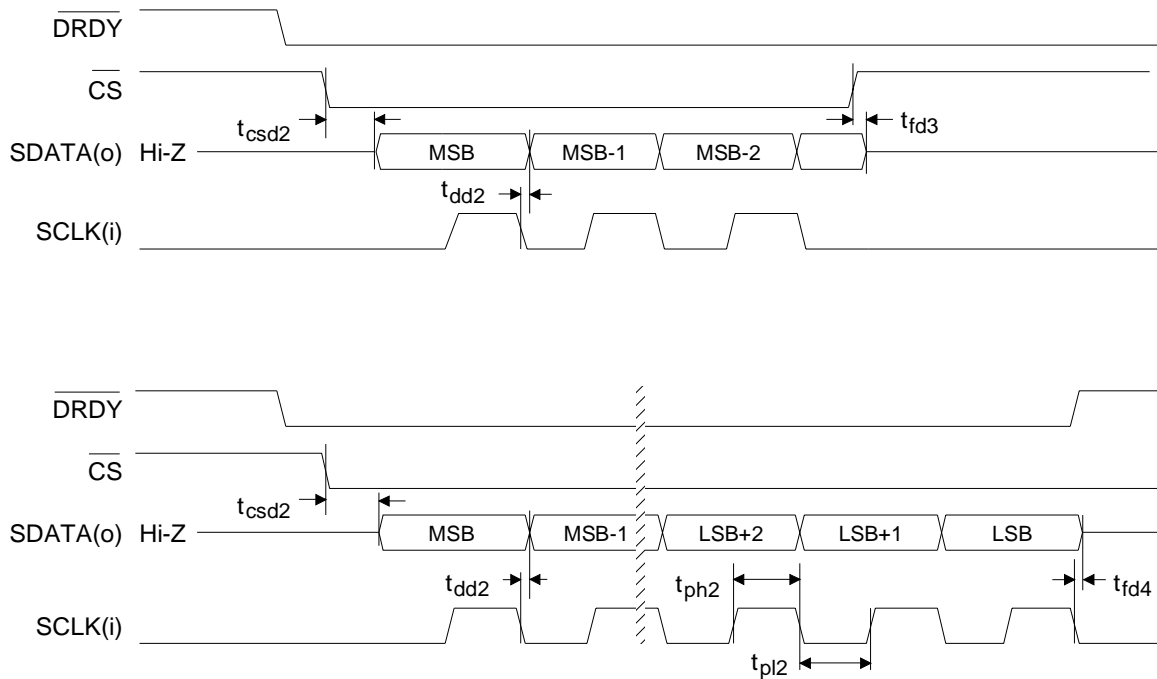 DRDY
CS
tcsd2
tfd3
SDATA(o) Hi-Z
MSB
MSB-1
MSB-2
tdd2
SCLK(i)
DRDY
CS
tcsd2
SDATA(o) Hi-Z
MSB
MSB-1
LSB+2
LSB+1
LSB
tdd2
tph2
tfd4
SCLK(i)
tpl2